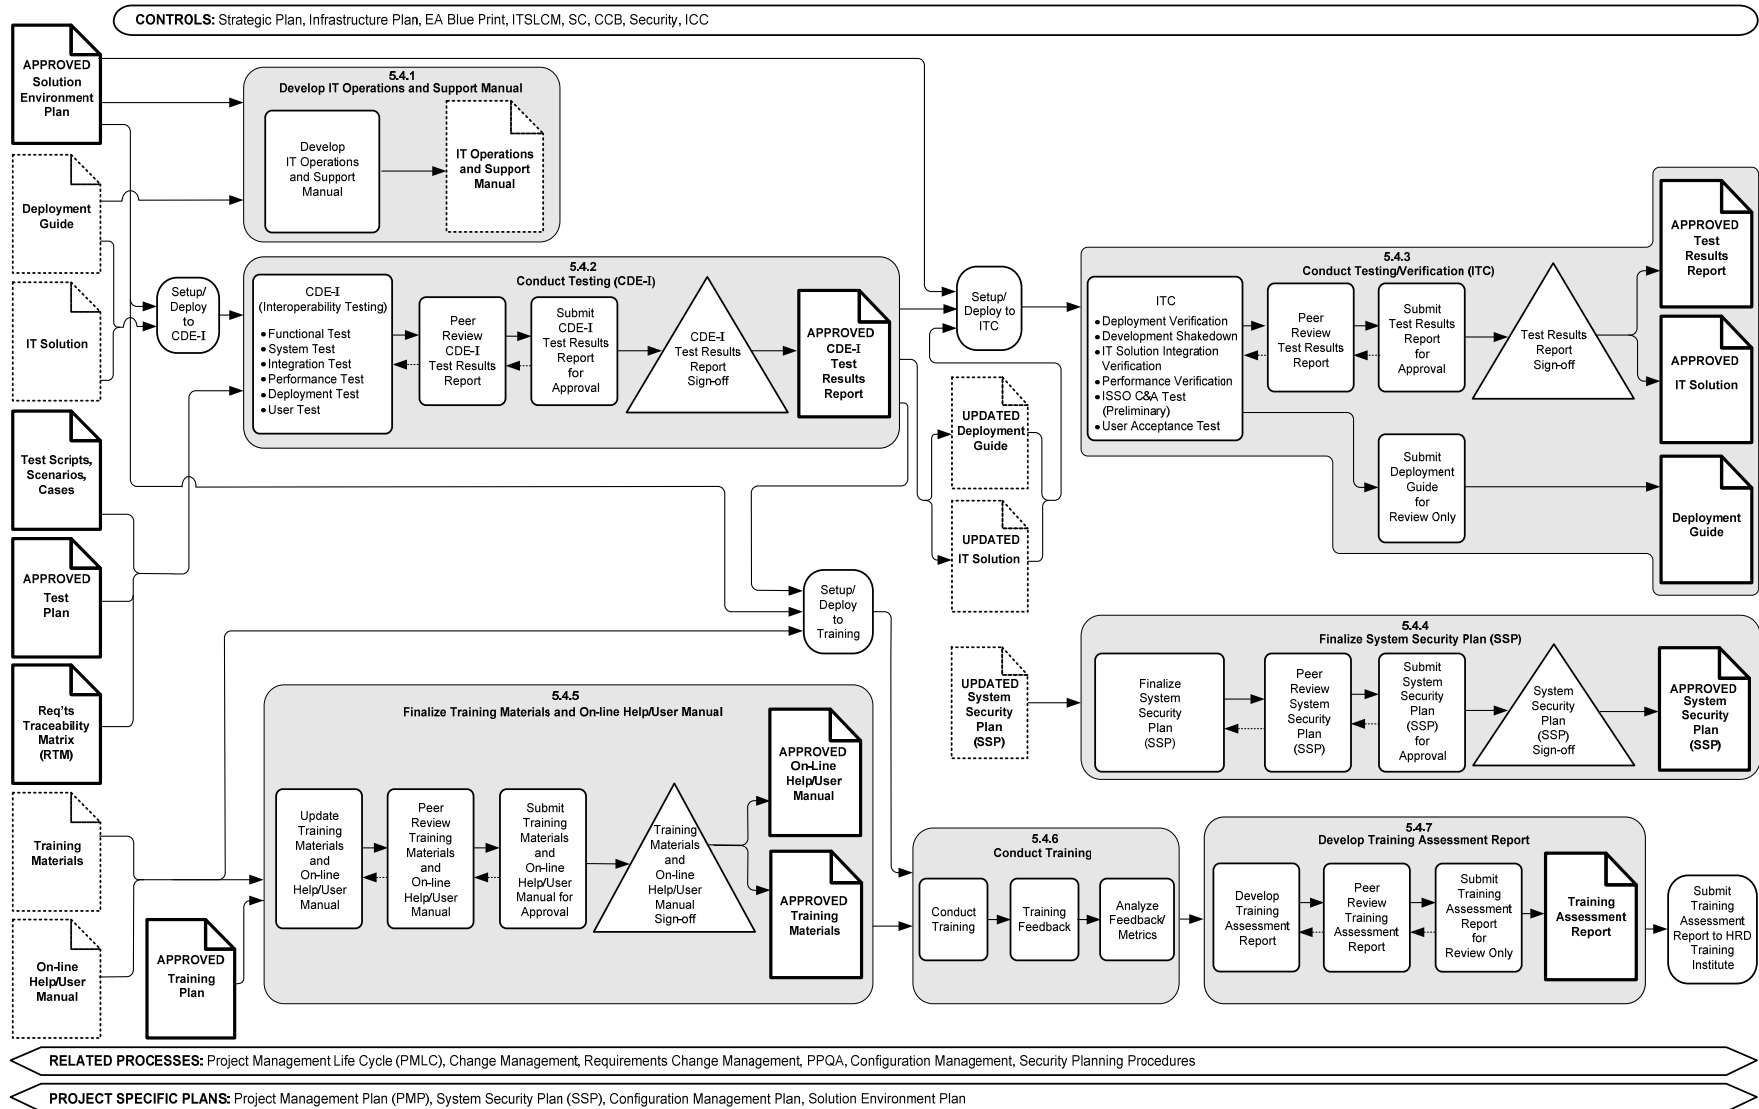 CONTROLS: Strategic Plan, Infrastructure Plan, EA Blue Print, ITSLCM, SC, CCB, Security, ICC
APPROVED
Solution
Environment
Plan
Deployment
Guide
IT Solution
Test Scripts,
Scenarios,
Cases
APPROVED
Test
Plan
Req'ts
Traceability
Matrix
(RTM)
Training
Materials
On-line
Help/User
Manual
APPROVED
Training
Plan
Setup/
Deploy
to
CDE-I
5.4.1
Develop IT Operations and Support Manual
Develop
IT Operations
and Support
Manual
IT Operations
and Support
Manual
5.4.2
Conduct Testing (CDE-I)
CDE-I
(Interoperability Testing)
• Functional Test
• System Test
• Integration Test
• Performance Test
• Deployment Test
• User Test
Peer
Review
CDE-I
Test Results
Report
Submit
CDE-I
Test Results
Report
for
Approval
CDE-I
Test Results
Report
Sign-off
APPROVED
CDE-I
Test
Results
Report
Setup/
Deploy to
ITC
UPDATED
Deployment
Guide
UPDATED
IT Solution
5.4.3
Conduct Testing/Verification (ITC)
ITC
• Deployment Verification
• Development Shakedown
• IT Solution Integration
Verification
• Performance Verification
• ISSO C&A Test
(Preliminary)
• User Acceptance Test
Peer
Review
Test Results
Report
Submit
Test Results
Report
for
Approval
Test Results
Report
Sign-off
Submit
Deployment
Guide
for
Review Only
APPROVED
Test
Results
Report
APPROVED
IT Solution
Deployment
Guide
Setup/
Deploy
to
Training
UPDATED
System
Security
Plan
(SSP)
5.4.4
Finalize System Security Plan (SSP)
Finalize
System
Security
Plan
(SSP)
Peer
Review
System
Security
Plan
(SSP)
Submit
System
Security
Plan
(SSP)
for
Approval
System
Security
Plan
(SSP)
Sign-off
APPROVED
System
Security
Plan
(SSP)
5.4.5
Finalize Training Materials and On-line Help/User Manual
Update
Training
Materials
and
On-line
Help/User
Manual
Peer
Review
Training
Materials
and
On-line
Help/User
Manual
Submit
Training
Materials
and
On-line
Help/User
Manual for
Approval
Training
Materials
and
On-line
Help/User
Manual
Sign-off
APPROVED
On-Line
Help/User
Manual
APPROVED
Training
Materials
5.4.6
Conduct Training
Conduct
Training
Training
Feedback
Analyze
Feedback/
Metrics
5.4.7
Develop Training Assessment Report
Develop
Training
Assessment
Report
Peer
Review
Training
Assessment
Report
Submit
Training
Assessment
Report
for
Review Only
Training
Assessment
Report
Submit
Training
Assessment
Report to HRD
Training
Institute
RELATED PROCESSES: Project Management Life Cycle (PMLC), Change Management, Requirements Change Management, PPQA, Configuration Management, Security Planning Procedures
PROJECT SPECIFIC PLANS: Project Management Plan (PMP), System Security Plan (SSP), Configuration Management Plan, Solution Environment Plan